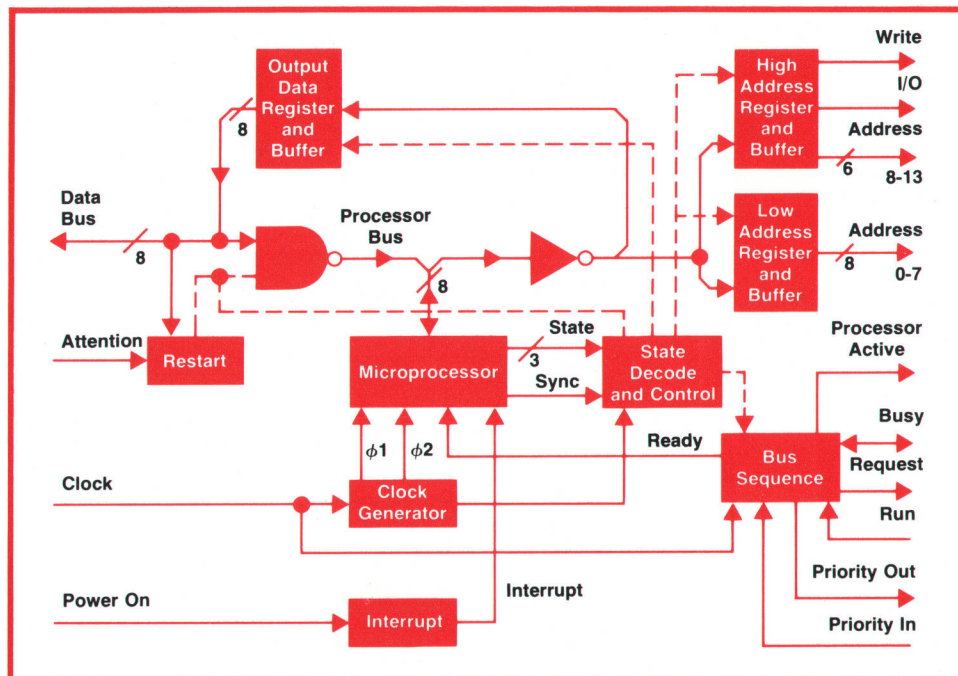 Output
Data
Register
and
Buffer
8
High
Address
Register
and
Buffer
Write
I/O
Address
6
8-13
Data
Bus
8
Processor
Bus
8
Low
Address
Register
and
Buffer
Address
8
0-7
Attention
Restart
Microprocessor
State
3
Sync
State
Decode
and Control
Processor
Active
Ready
Bus
Sequence
Busy
Request
Run
ϕ1
ϕ2
Clock
Clock
Generator
Priority Out
Priority In
Power On
Interrupt
Interrupt